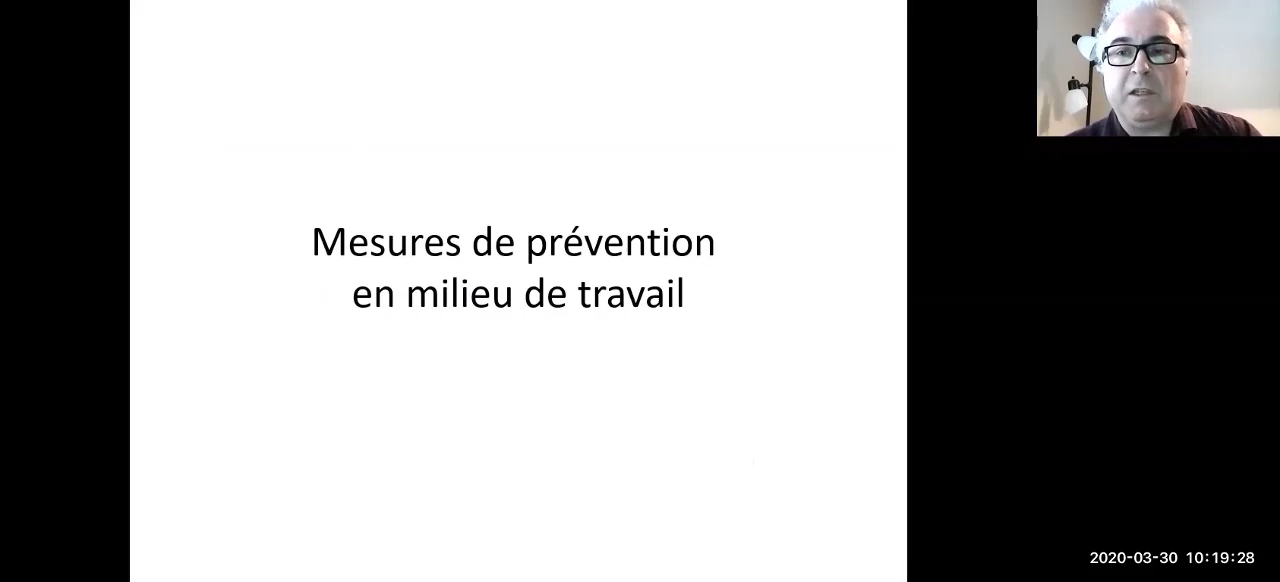 Mesures de prévention
en milieu de travail
2020-03-30 10:19:28